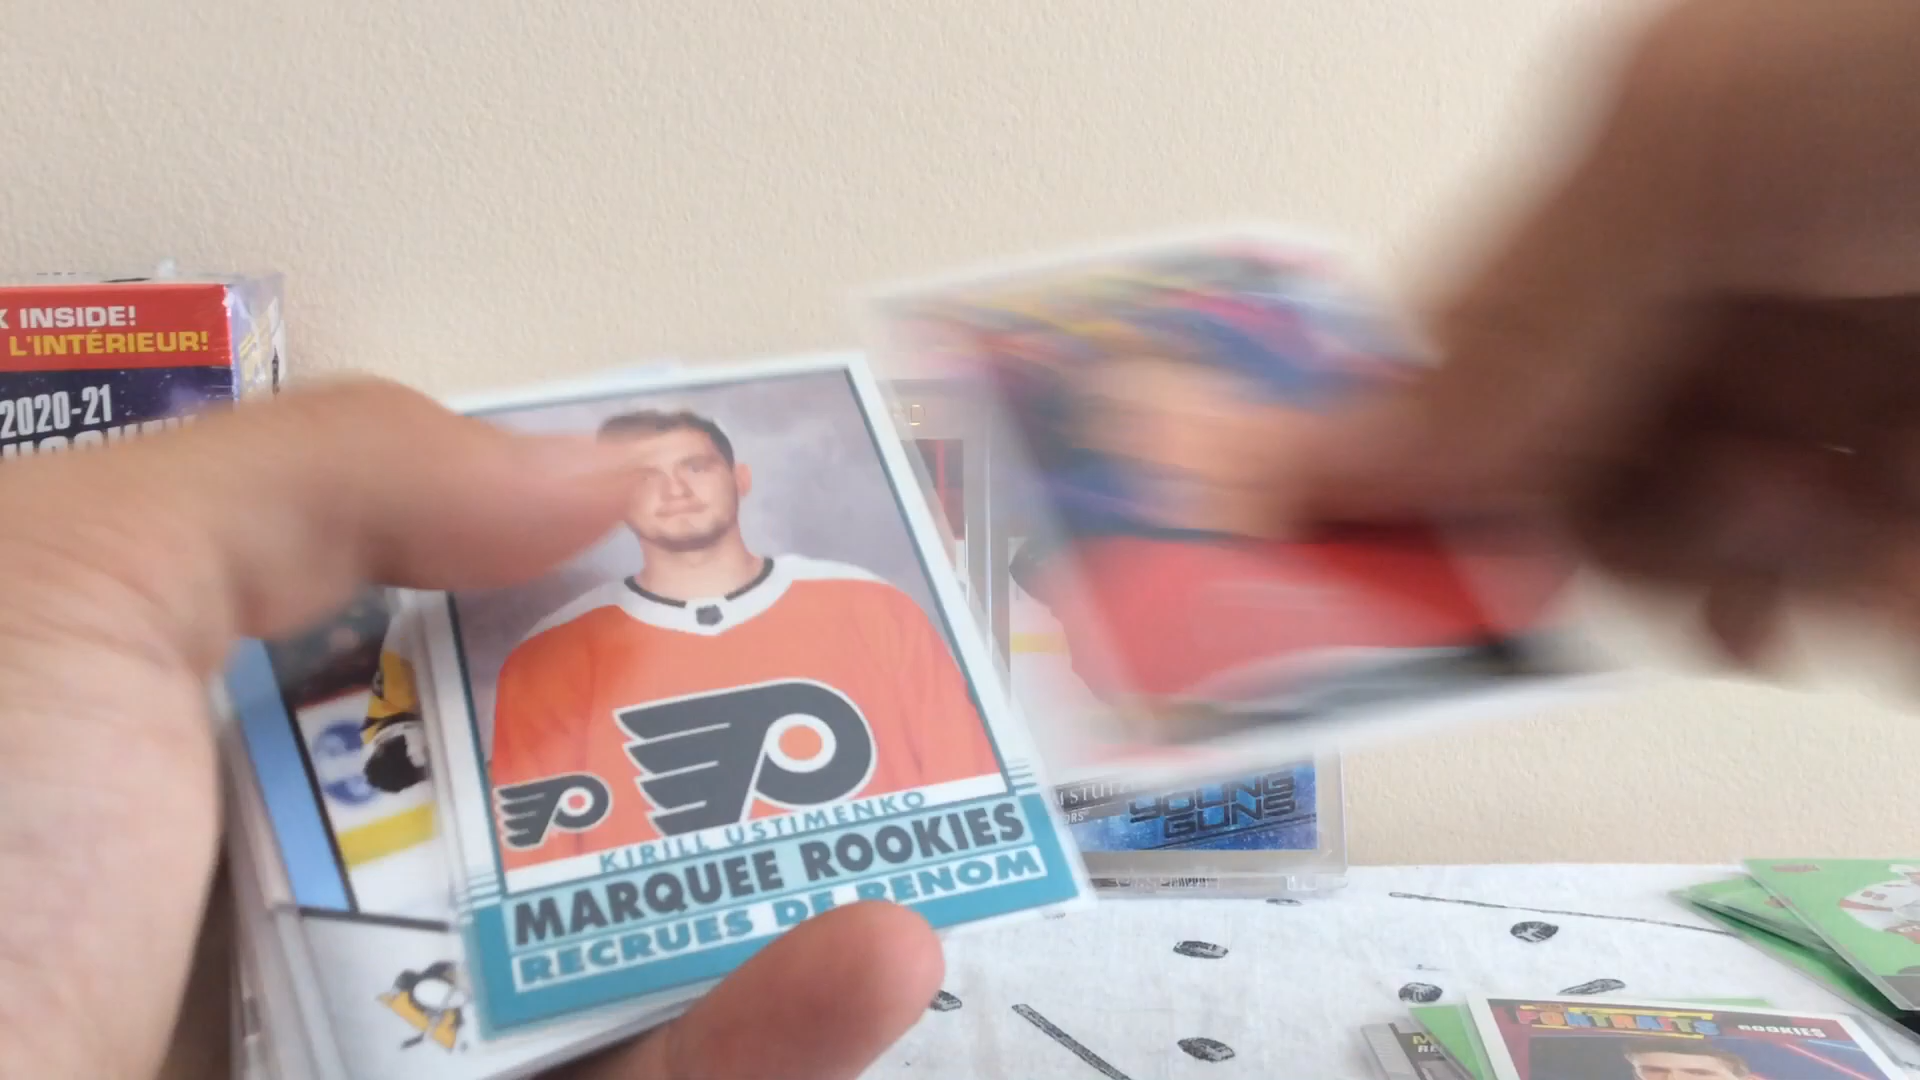 INSIDE!
L'INTÉRIEUR!
2020-21
KIRILL USTIMENKO
MARQUEE ROOKIES
RECRUES DE RENOM
YOUNG
GUNS
PORTRAITS ROOKIES